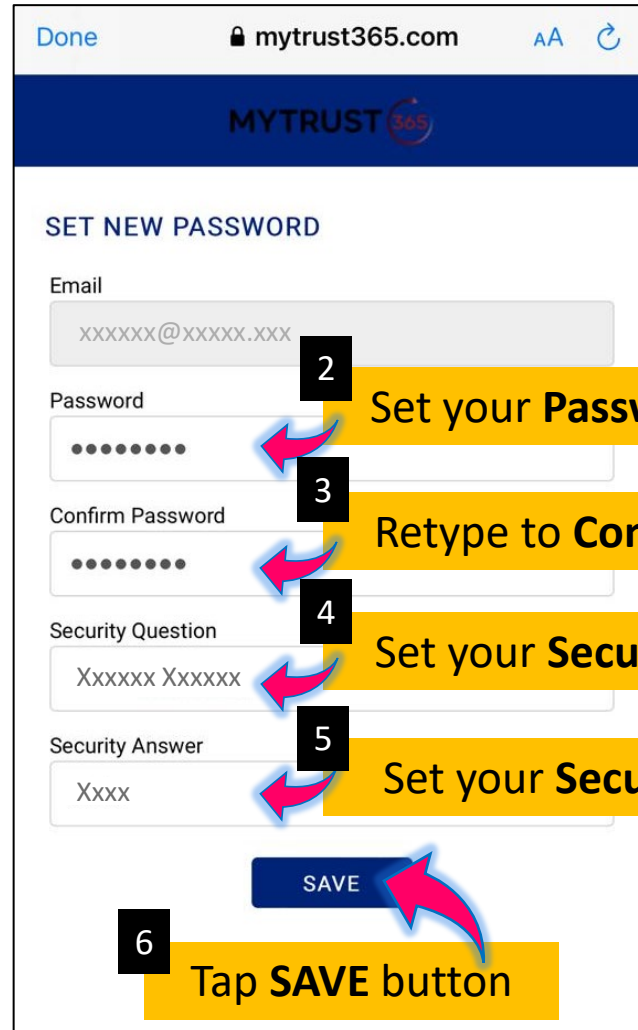 Done mytrust365.com AA
MYTRUST 365
SET NEW PASSWORD
Email
xxxxxx@xxxxx.xxx
2
Password
Set your
••••••••
3
Confirm Password
Retype to
••••••••
4
Security Question
Set your
Xxxxxx Xxxxxx
5
Security Answer
Set your
Xxxx
SAVE
6
Tap SAVE button